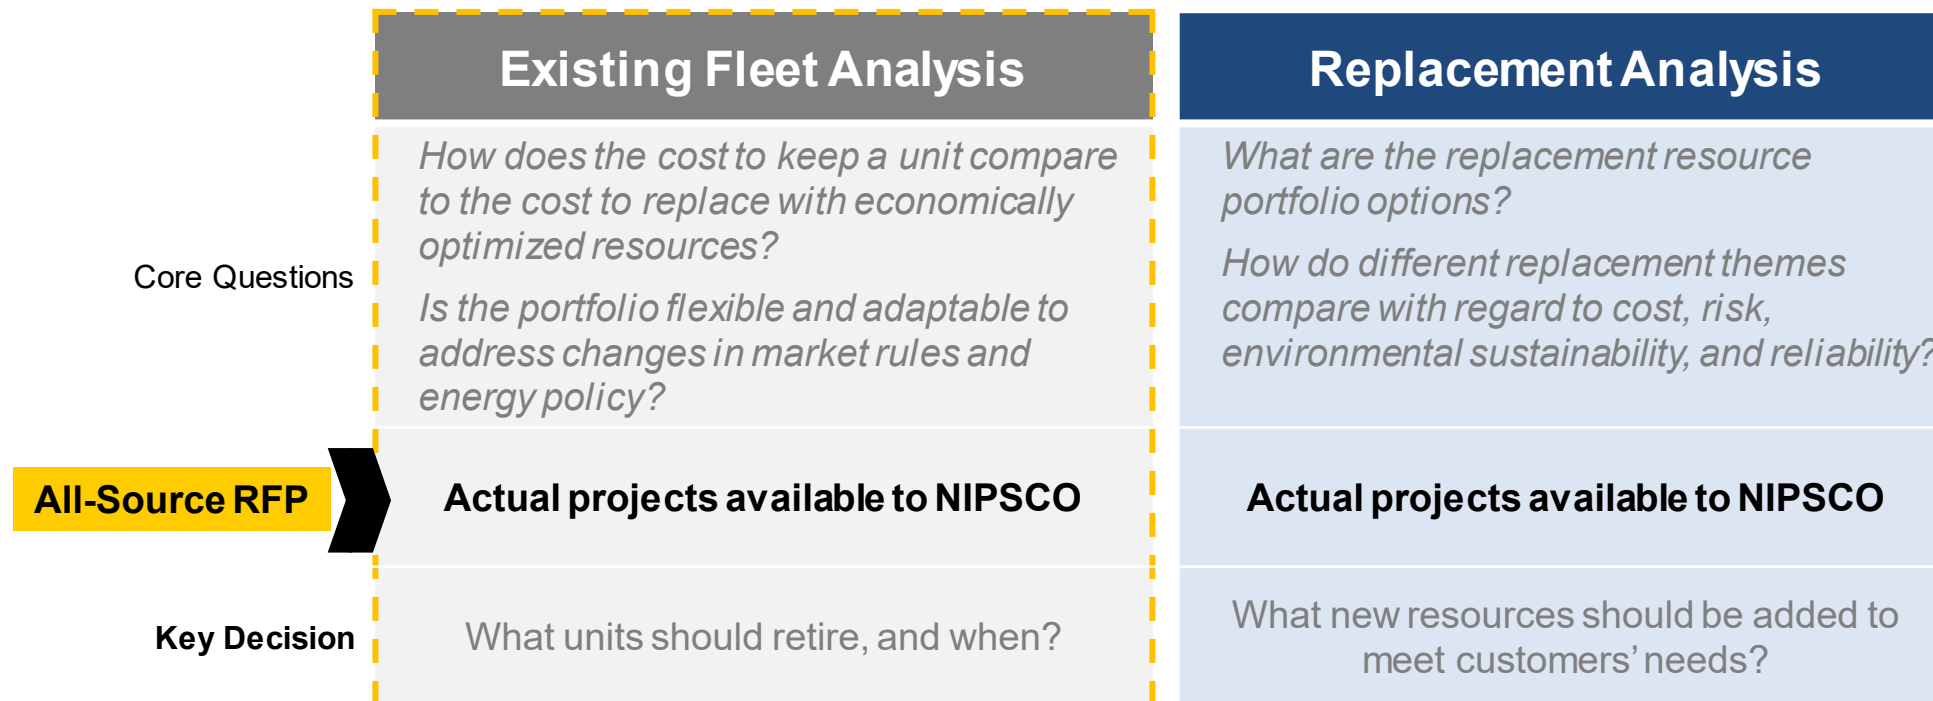 Existing Fleet Analysis
Replacement Analysis
Core Questions
How does the cost to keep a unit compare
to the cost to replace with economically
optimized resources?
Is the portfolio flexible and adaptable to
address changes in market rules and
energy policy?
What are the replacement resource
portfolio options?
How do different replacement themes
compare with regard to cost, risk,
environmental sustainability, and reliability?
All-Source RFP
Actual projects available to NIPSCO
Actual projects available to NIPSCO
Key Decision
What units should retire, and when?
What new resources should be added to
meet customers’ needs?